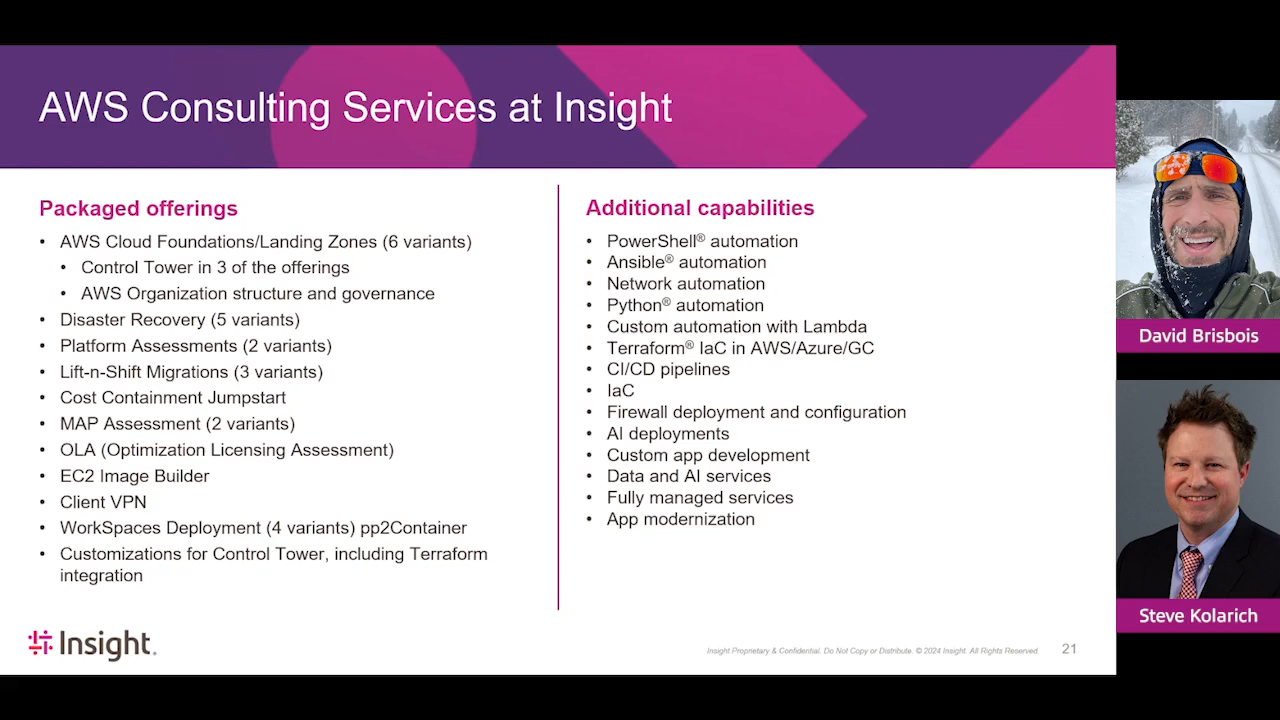 AWS Consulting Services at Insight
Packaged offerings
• AWS Cloud Foundations/Landing Zones (6 variants)
• Control Tower in 3 of the offerings
• AWS Organization structure and governance
• Disaster Recovery (5 variants)
• Platform Assessments (2 variants)
• Lift-n-Shift Migrations (3 variants)
• Cost Containment Jumpstart
• MAP Assessment (2 variants)
• OLA (Optimization Licensing Assessment)
• EC2 Image Builder
• Client VPN
• WorkSpaces Deployment (4 variants) pp2Container
• Customizations for Control Tower, including Terraform
integration
Additional capabilities
• PowerShell® automation
• Ansible® automation
• Network automation
• Python® automation
• Custom automation with Lambda
• Terraform® IaC in AWS/Azure/GC
• CI/CD pipelines
• IaC
• Firewall deployment and configuration
• AI deployments
• Custom app development
• Data and AI services
• Fully managed services
• App modernization
Insight.
Insight Proprietary & Confidential. Do Not Copy or Distribute. © 2024 Insight. All Rights Reserved
21
David Brisbois
Steve Kolarich